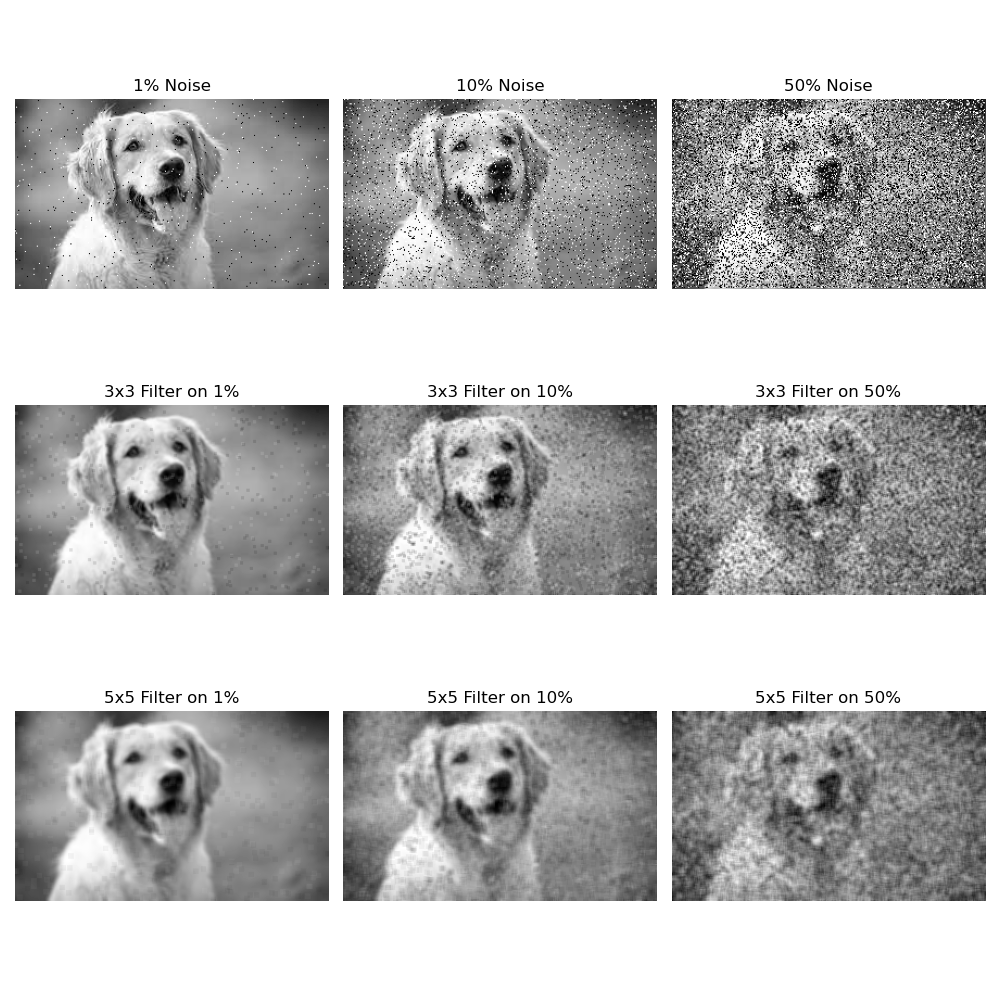 1% Noise
10% Noise
50% Noise
3x3 Filter on 1%
3x3 Filter on 10%
3x3 Filter on 50%
5x5 Filter on 1%
5x5 Filter on 10%
5x5 Filter on 50%